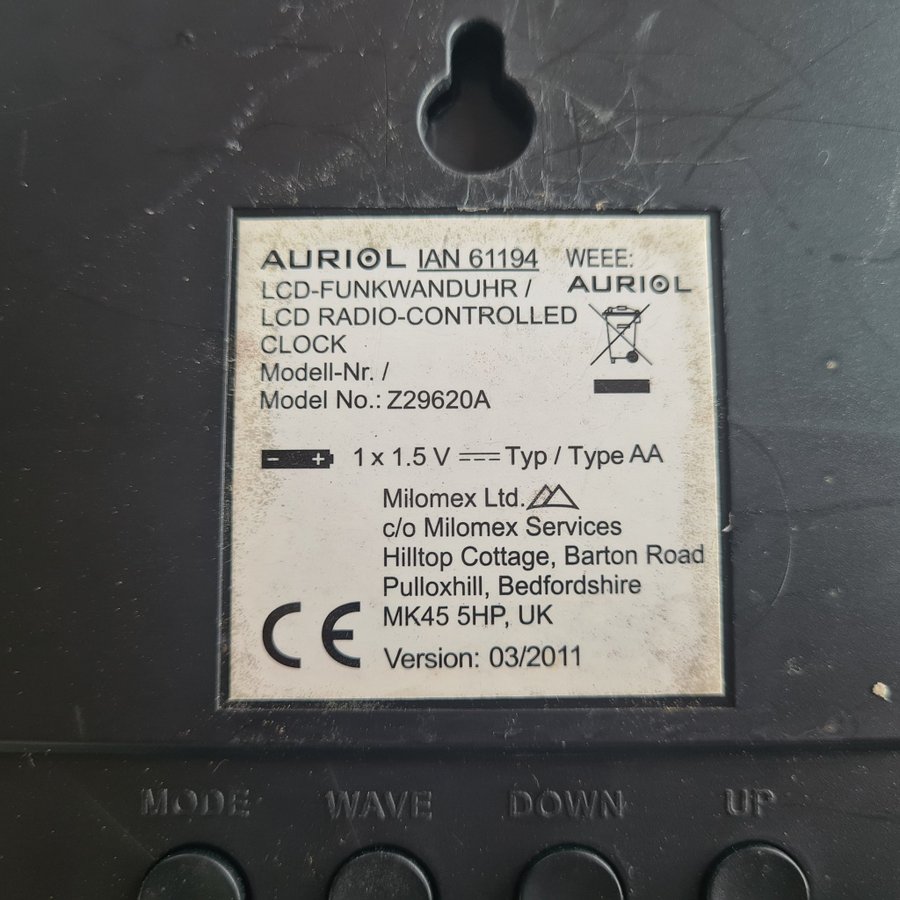 AURIOL IAN 61194 WEEE:
LCD-FUNKWANDUHR / AURIOL
LCD RADIO-CONTROLLED
CLOCK
Modell-Nr. /
Model No.: Z29620A
- + 1 x 1.5 V Typ / Type AA
Milomex Ltd.
c/o Milomex Services
Hilltop Cottage, Barton Road
Pulloxhill, Bedfordshire
MK45 5HP, UK
CE Version: 03/2011
MODE WAVE DOWN UP